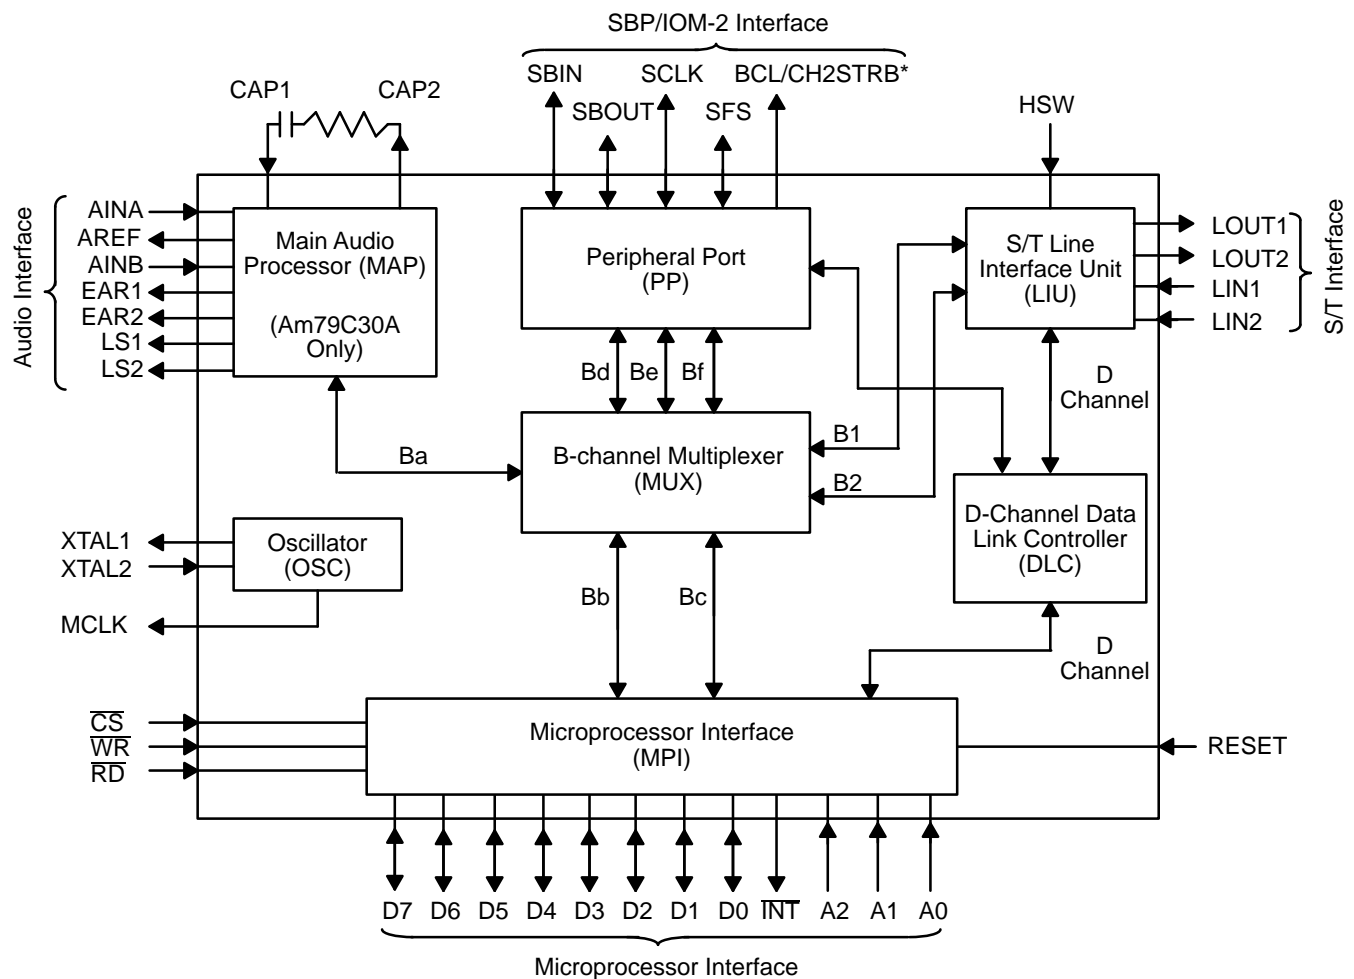 SBP/IOM-2 Interface
SBIN
SCLK
BCL/CH2STRB*
CAP1
CAP2
SBOUT
SFS
HSW
Audio Interface
AINA
AREF
AINB
EAR1
EAR2
LS1
LS2
Main Audio
Processor (MAP)
(Am79C30A
Only)
Peripheral Port
(PP)
S/T Line
Interface Unit
(LIU)
LOUT1
LOUT2
LIN1
LIN2
S/T Interface
Bd
Be
Bf
D
Channel
Ba
B-channel Multiplexer
(MUX)
B1
B2
D-Channel Data
Link Controller
(DLC)
XTAL1
XTAL2
Oscillator
(OSC)
MCLK
Bb
Bc
D
Channel
CS
WR
RD
Microprocessor Interface
(MPI)
RESET
D7
D6
D5
D4
D3
D2
D1
D0
INT
A2
A1
A0
Microprocessor Interface